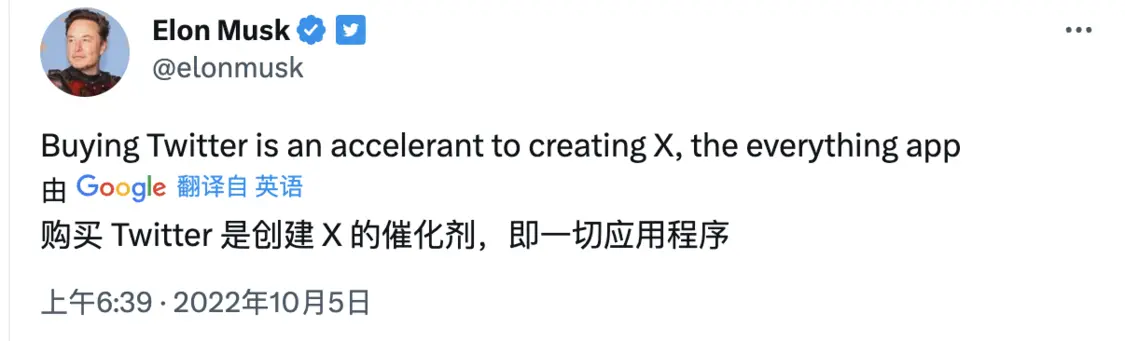 Elon Musk
@elonmusk
Buying Twitter is an accelerant to creating X, the everything app
由 Google 翻译自 英语
购买 Twitter 是创建 X 的催化剂，即一切应用程序
上午6:39 · 2022年10月5日